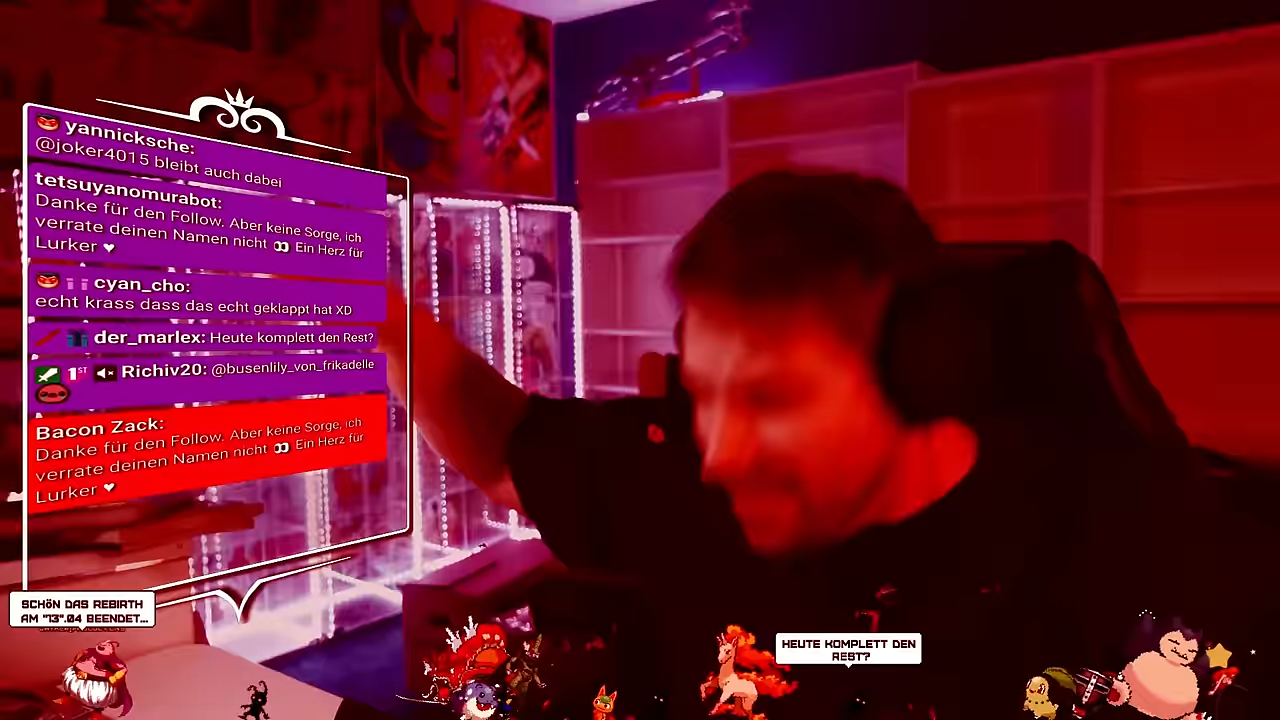 yannicksche:
@joker4015 bleibt auch dabei
tetsuyanomurabot:
Danke für den Follow. Aber keine Sorge, ich
verrate deinen Namen nicht 👀 Ein Herz für
Lurker ♥
cyan_cho:
echt krass dass das echt geklappt hat XD
der_marlex: Heute komplett den Rest?
1ST Richiv20: @busenlily_von_frikadelle
Bacon Zack:
Danke für den Follow. Aber keine Sorge, ich
verrate deinen Namen nicht 👀 Ein Herz für
Lurker ♥
SCHÖN DAS REBIRTH
AM "13".04 BEENDET...
HEUTE KOMPLETT DEN
REST?